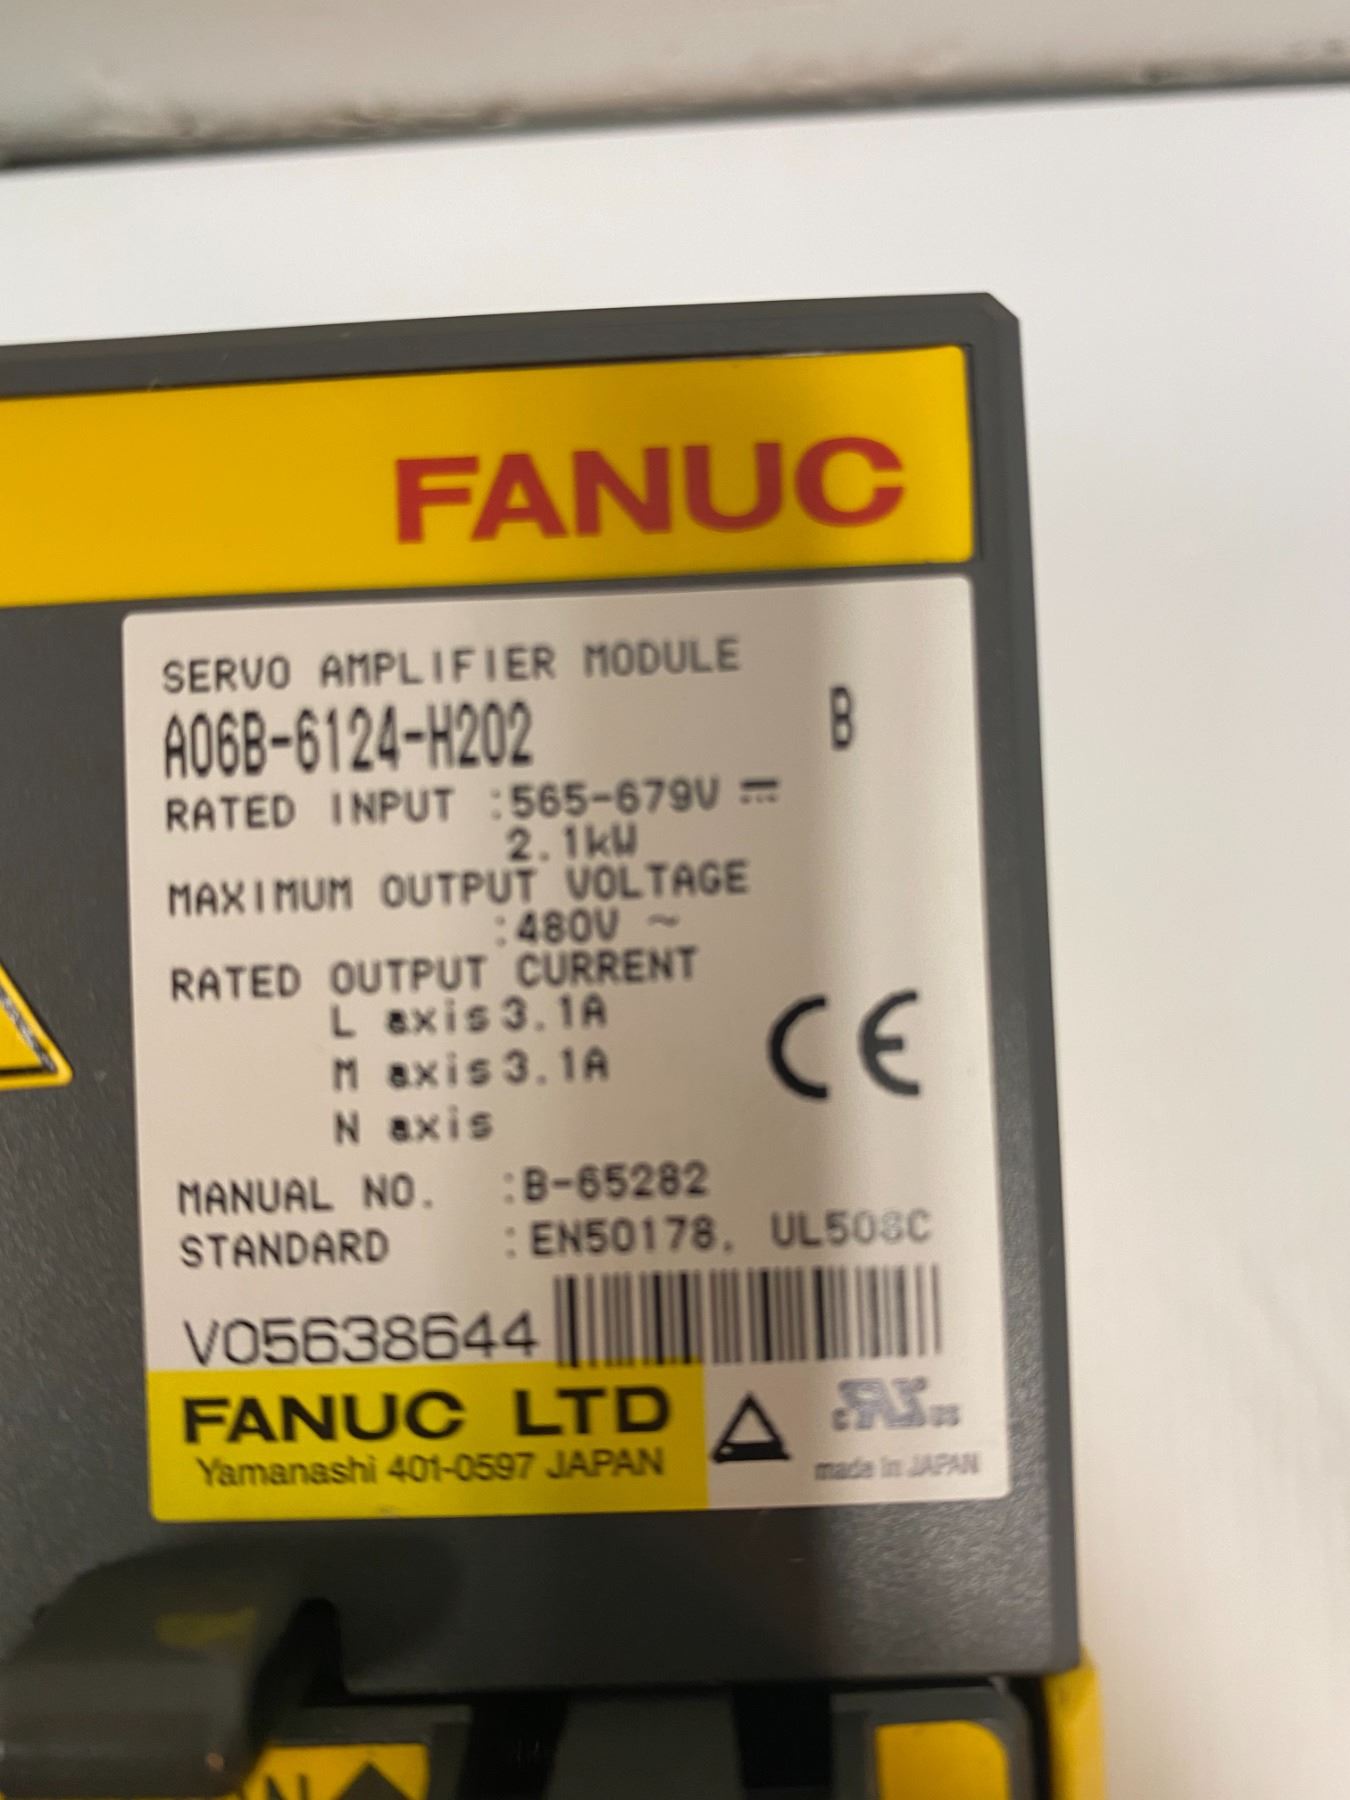 FANUC
SERVO AMPLIFIER MODULE
A06B-6124-H202 B
RATED INPUT :565-679V ⎓
2.1kW
MAXIMUM OUTPUT VOLTAGE
:480V ~
RATED OUTPUT CURRENT
L axis 3.1A
M axis 3.1A
N axis
CE
MANUAL NO. :B-65282
STANDARD :EN50178, UL508C
V05638644
FANUC LTD
Yamanashi 401-0597 JAPAN
c RU us
made in JAPAN